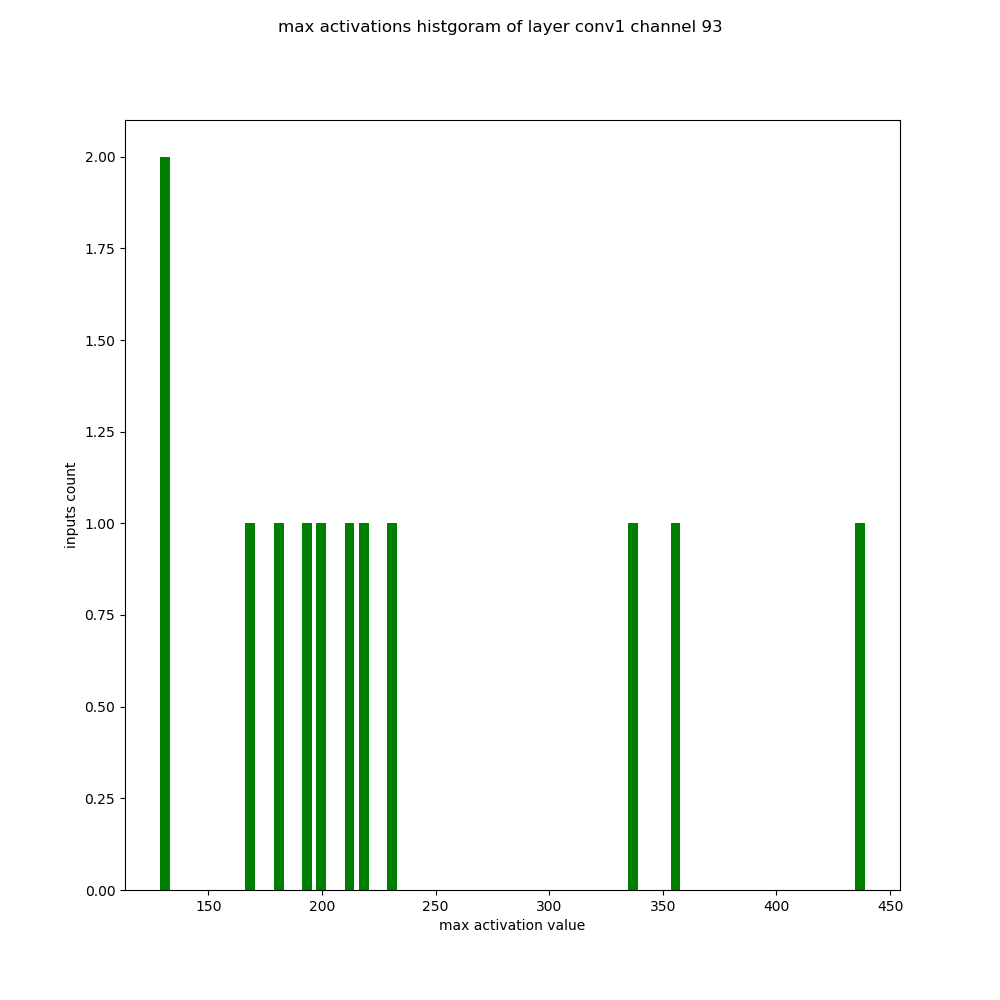 max activations histgoram of layer conv1 channel 93
2.00
1.75
1.50
1.25
1.00
0.75
0.50
0.25
0.00
inputs count
150 200 250 300 350 400 450
max activation value